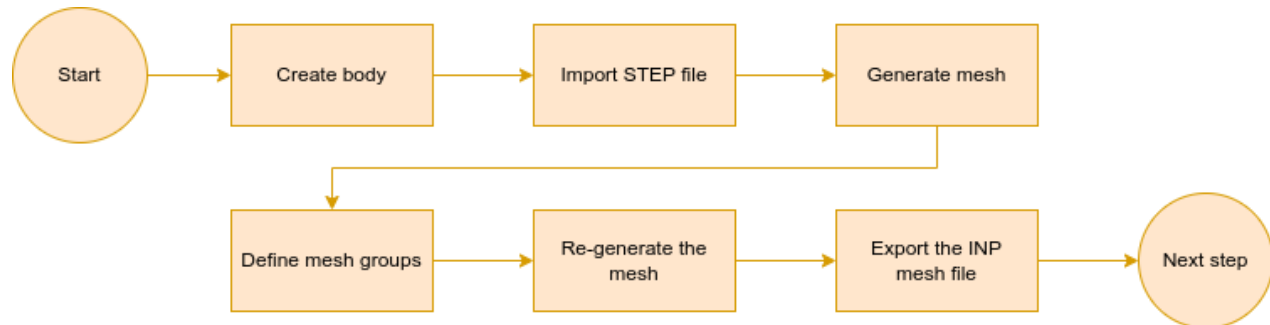 Start
Create body
Import STEP file
Generate mesh
Define mesh groups
Re-generate the
mesh
Export the INP
mesh file
Next step